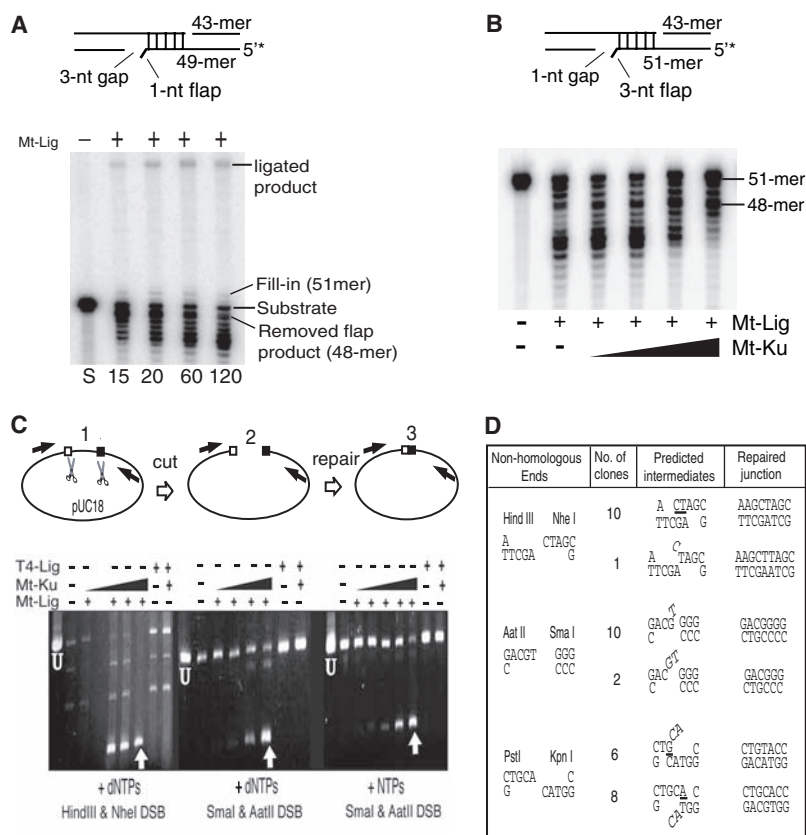 A
43-mer
5'*
49-mer
3-nt gap
1-nt flap
Mt-Lig
– + + + +
ligated
product
Fill-in (51mer)
Substrate
Removed flap
product (48-mer)
S 15 20 60 120
B
43-mer
5'*
51-mer
1-nt gap
3-nt flap
51-mer
48-mer
- + + + + + Mt-Lig
- - Mt-Ku
C
1 2 3
cut
repair
pUC18
T4-Lig
Mt-Ku
Mt-Lig
U
U
U
+ dNTPs
HindIII & NheI DSB
+ dNTPs
SmaI & AatII DSB
+ NTPs
SmaI & AatII DSB
D
Non-homologous
Ends
No. of
clones
Predicted
intermediates
Repaired
junction
Hind III Nhe I
A CTAGC
TTCGA G
10
A CTAGC
TTCGA G
AAGCTAGC
TTCGATCG
1
C
A TAGC
TTCGA G
AAGCTTAGC
TTCGAATCG
Aat II Sma I
GACGT GGG
C CCC
10
T
GACG GGG
C CCC
GACGGGG
CTGCCCC
2
GT
GAC GGG
C CCC
GACGGG
CTGCCC
PstI Kpn I
CTGCA C
G CATGG
6
CA
CTG C
G CATGG
CTGTACC
GACATGG
8
CTGCA C
G TGG
CA
CTGCACC
GACGTGG